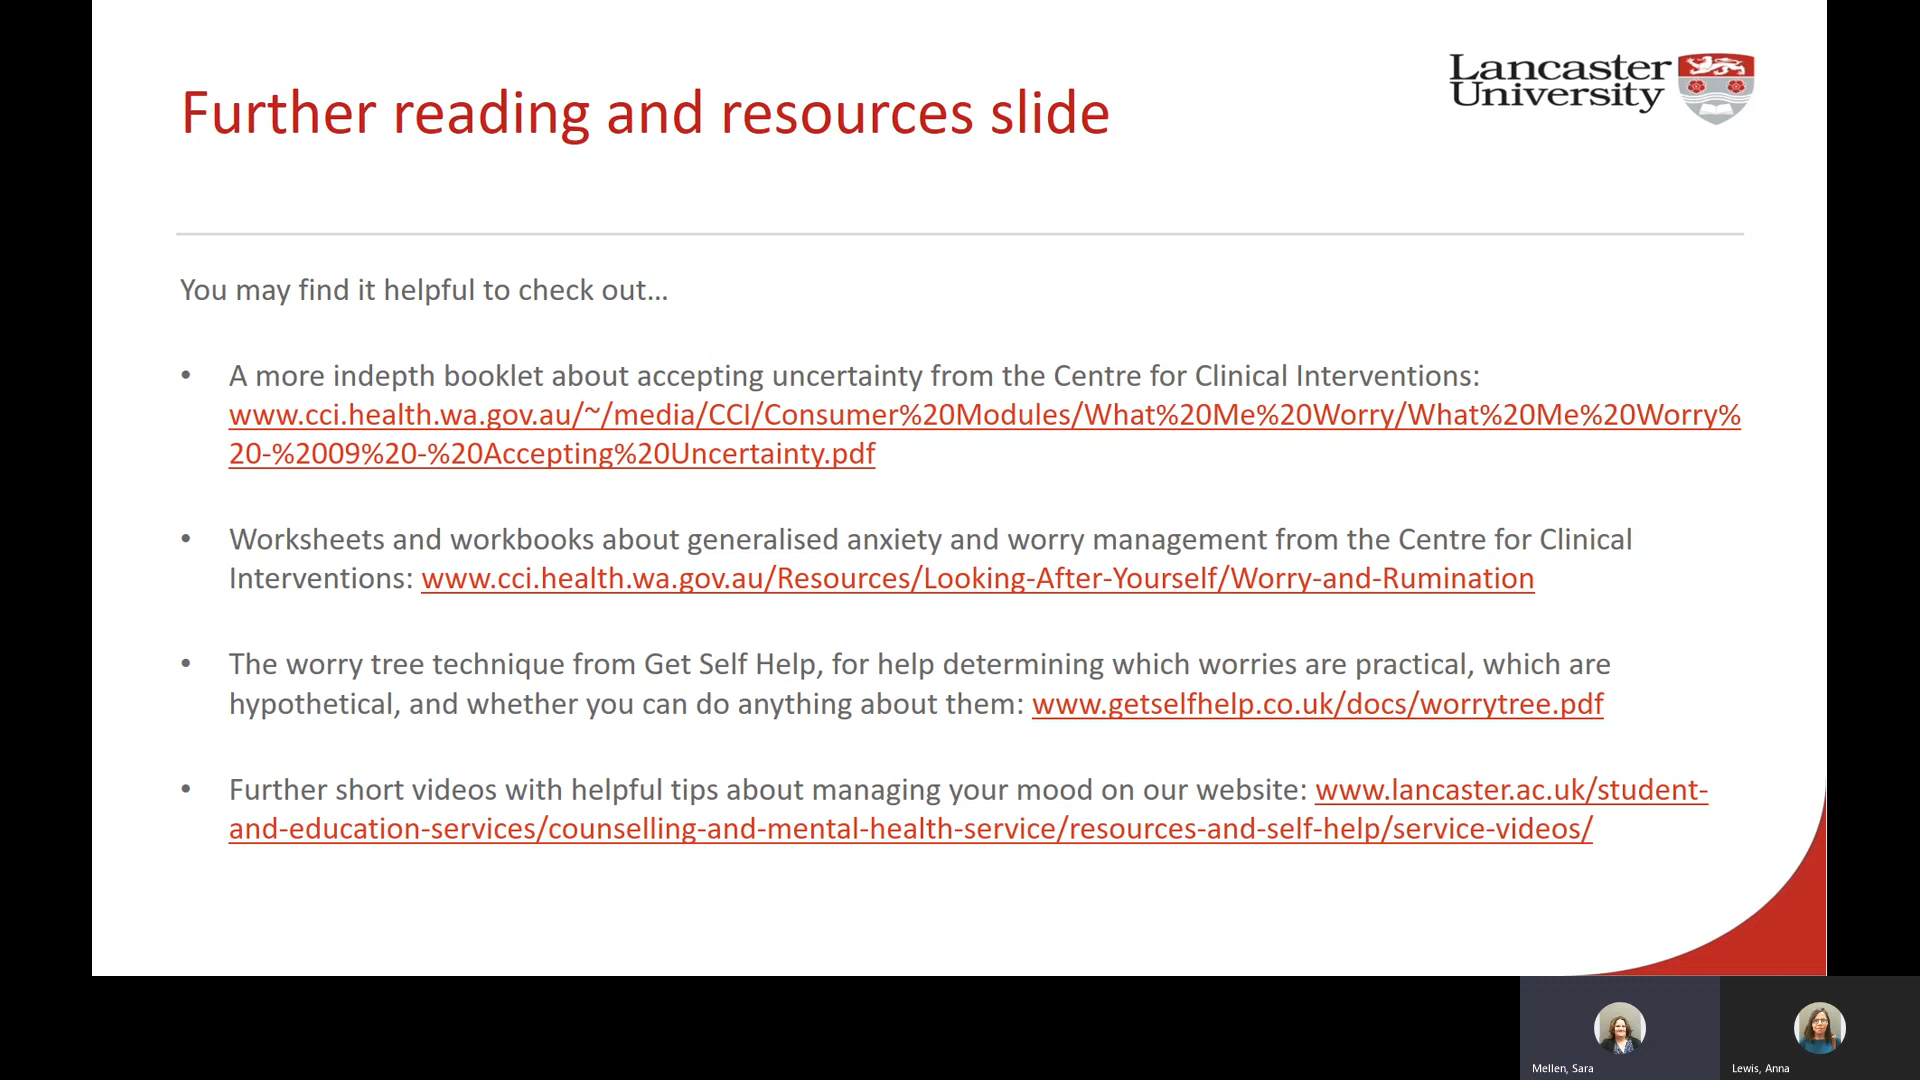 Lancaster
University
Further reading and resources slide
You may find it helpful to check out...
• A more indepth booklet about accepting uncertainty from the Centre for Clinical Interventions:
www.cci.health.wa.gov.au/~/media/CCI/Consumer%20Modules/What%20Me%20Worry/What%20Me%20Worry%
20-%2009%20-%20Accepting%20Uncertainty.pdf
• Worksheets and workbooks about generalised anxiety and worry management from the Centre for Clinical
Interventions: www.cci.health.wa.gov.au/Resources/Looking-After-Yourself/Worry-and-Rumination
• The worry tree technique from Get Self Help, for help determining which worries are practical, which are
hypothetical, and whether you can do anything about them: www.getselfhelp.co.uk/docs/worrytree.pdf
• Further short videos with helpful tips about managing your mood on our website: www.lancaster.ac.uk/student-
and-education-services/counselling-and-mental-health-service/resources-and-self-help/service-videos/
Mellen, Sara
Lewis, Anna